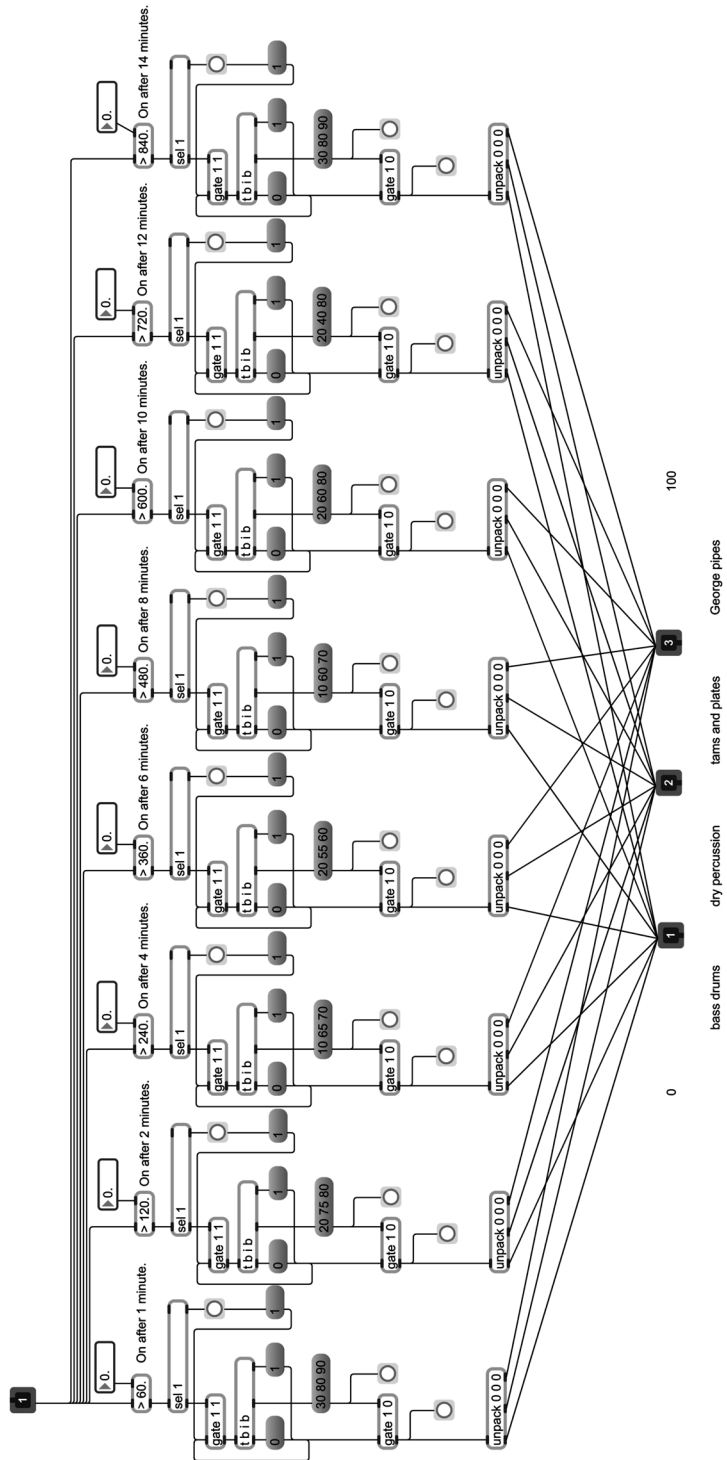 1
0. 0. 0. 0. 0. 0. 0. 0.
> 60. On after 1 minute. > 120. On after 2 minutes. > 240. On after 4 minutes. > 360. On after 6 minutes. > 480. On after 8 minutes. > 600. On after 10 minutes. > 720. On after 12 minutes. > 840. On after 14 minutes.
sel 1 sel 1 sel 1 sel 1 sel 1 sel 1 sel 1 sel 1
gate 1 1 gate 1 1 gate 1 1 gate 1 1 gate 1 1 gate 1 1 gate 1 1 gate 1 1
t b i b t b i b t b i b t b i b t b i b t b i b t b i b t b i b
0 1 1 0 1 1 0 1 1 0 1 1 0 1 1 0 1 1 0 1 1 0 1 1
30 80 90 20 75 80 10 65 70 20 55 60 10 60 70 20 60 80 20 40 80 30 80 90
gate 1 0 gate 1 0 gate 1 0 gate 1 0 gate 1 0 gate 1 0 gate 1 0 gate 1 0
unpack 0 0 0 unpack 0 0 0 unpack 0 0 0 unpack 0 0 0 unpack 0 0 0 unpack 0 0 0 unpack 0 0 0 unpack 0 0 0
0 1 2 3 100
bass drums dry percussion tams and plates George pipes